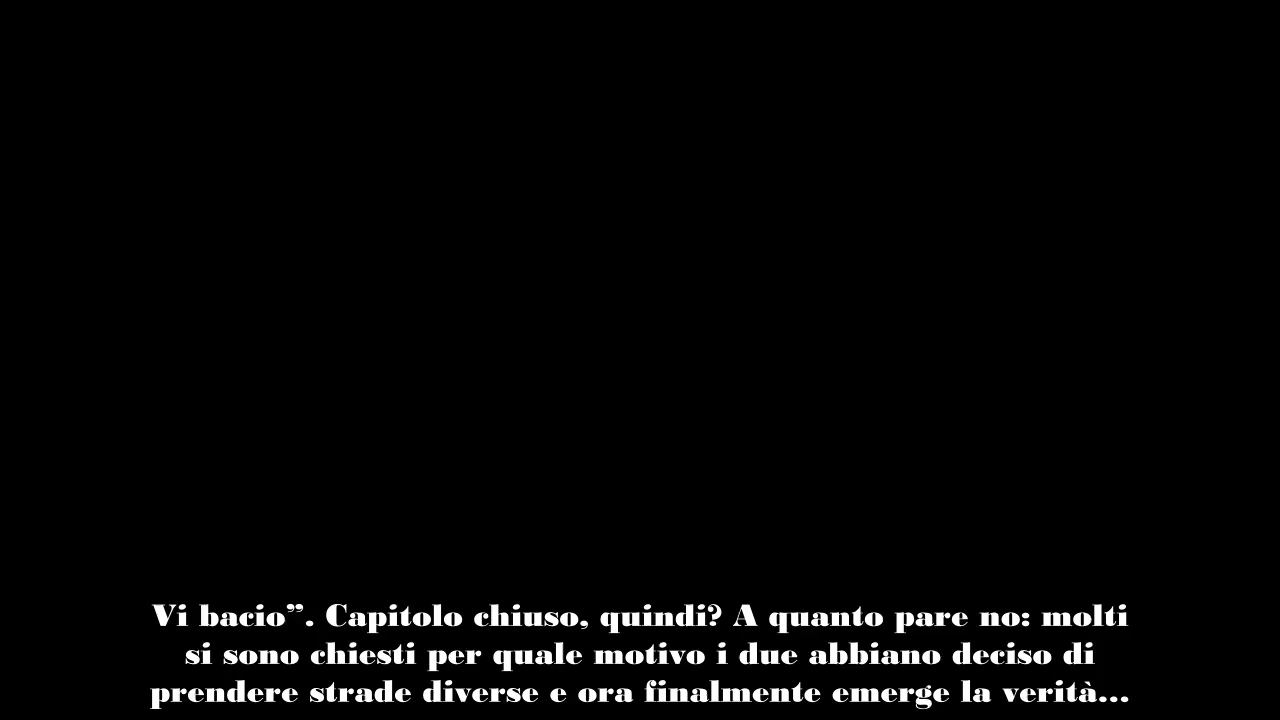 Vi bacio”. Capitolo chiuso, quindi? A quanto pare no: molti
si sono chiesti per quale motivo i due abbiano deciso di
prendere strade diverse e ora finalmente emerge la verità...